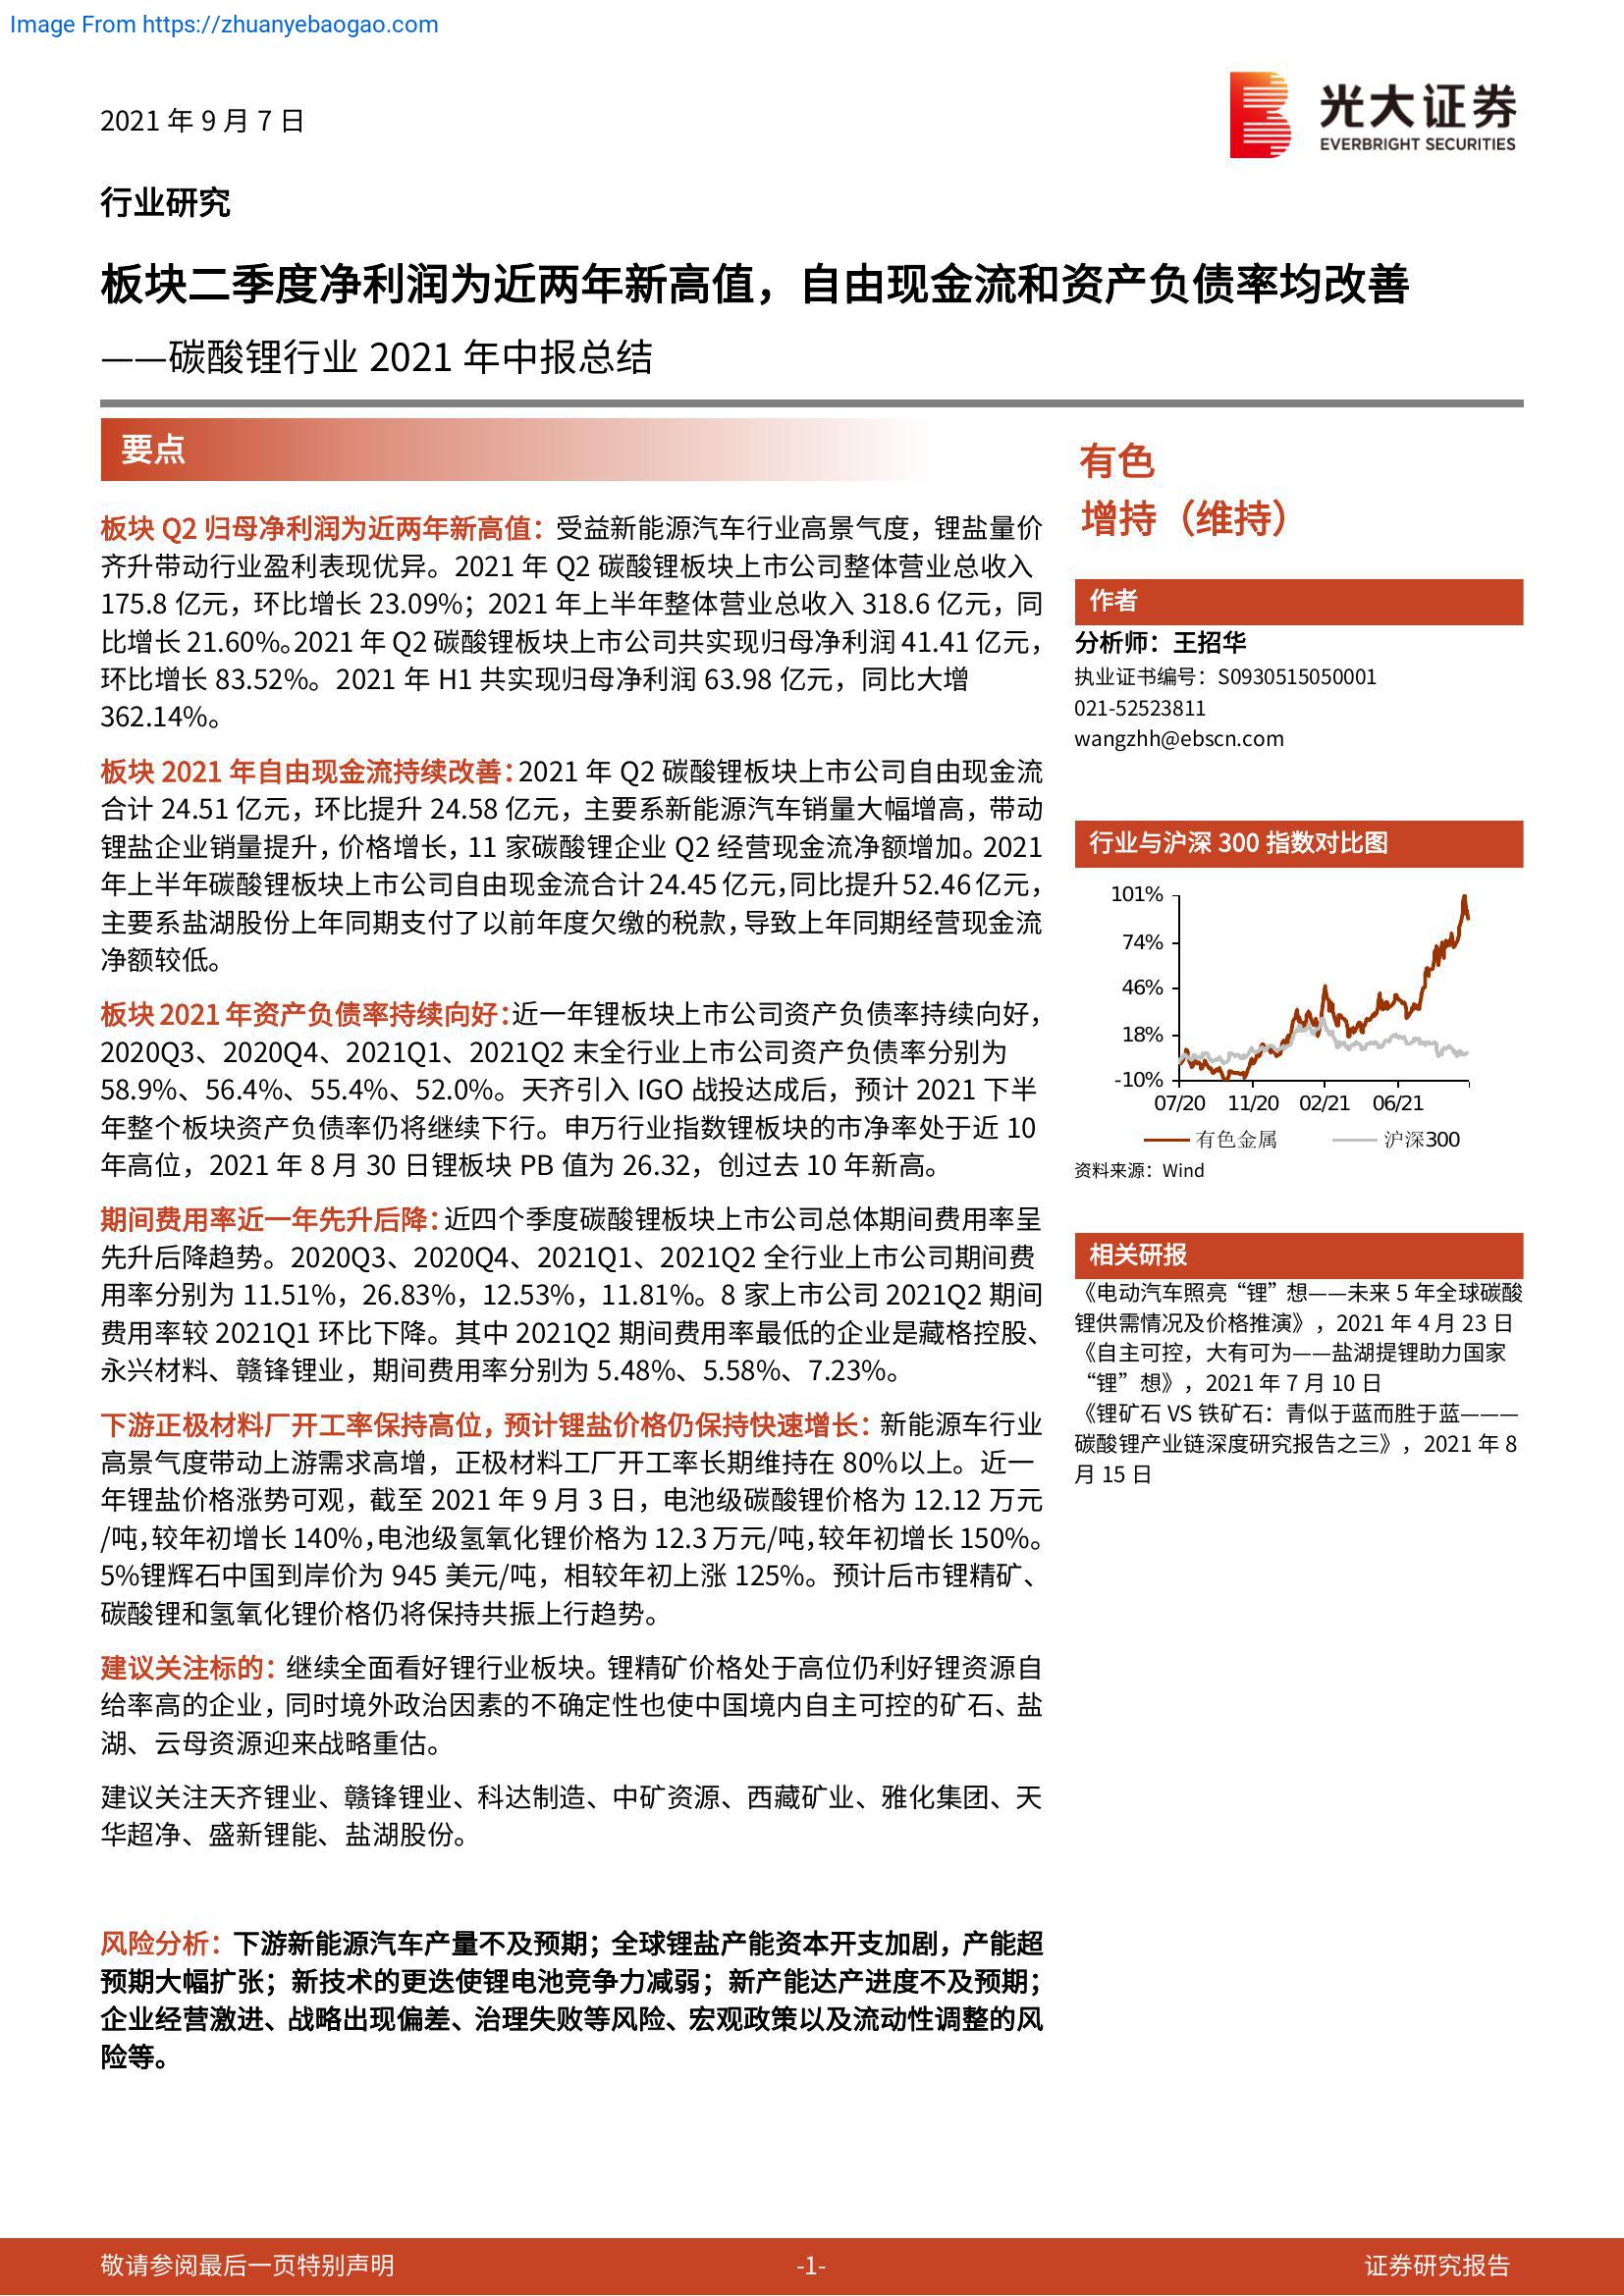 Image From https://zhuanyebaogao.com
2021 年 9 月 7 日
光大证券
EVERBRIGHT SECURITIES
行业研究
板块二季度净利润为近两年新高值，自由现金流和资产负债率均改善
——碳酸锂行业 2021 年中报总结
要点
板块 Q2 归母净利润为近两年新高值：受益新能源汽车行业高景气度，锂盐量价
齐升带动行业盈利表现优异。2021 年 Q2 碳酸锂板块上市公司整体营业总收入
175.8 亿元，环比增长 23.09%；2021 年上半年整体营业总收入 318.6 亿元，同
比增长 21.60%。2021 年 Q2 碳酸锂板块上市公司共实现归母净利润 41.41 亿元，
环比增长 83.52%。2021 年 H1 共实现归母净利润 63.98 亿元，同比大增
362.14%。
板块 2021 年自由现金流持续改善：2021 年 Q2 碳酸锂板块上市公司自由现金流
合计 24.51 亿元，环比提升 24.58 亿元，主要系新能源汽车销量大幅增高，带动
锂盐企业销量提升，价格增长，11 家碳酸锂企业 Q2 经营现金流净额增加。2021
年上半年碳酸锂板块上市公司自由现金流合计 24.45 亿元，同比提升 52.46 亿元，
主要系盐湖股份上年同期支付了以前年度欠缴的税款，导致上年同期经营现金流
净额较低。
板块 2021 年资产负债率持续向好：近一年锂板块上市公司资产负债率持续向好，
2020Q3、2020Q4、2021Q1、2021Q2 末全行业上市公司资产负债率分别为
58.9%、56.4%、55.4%、52.0%。天齐引入 IGO 战投达成后，预计 2021 下半
年整个板块资产负债率仍将继续下行。申万行业指数锂板块的市净率处于近 10
年高位，2021 年 8 月 30 日锂板块 PB 值为 26.32，创过去 10 年新高。
期间费用率近一年先升后降：近四个季度碳酸锂板块上市公司总体期间费用率呈
先升后降趋势。2020Q3、2020Q4、2021Q1、2021Q2 全行业上市公司期间费
用率分别为 11.51%，26.83%，12.53%，11.81%。8 家上市公司 2021Q2 期间
费用率较 2021Q1 环比下降。其中 2021Q2 期间费用率最低的企业是藏格控股、
永兴材料、赣锋锂业，期间费用率分别为 5.48%、5.58%、7.23%。
下游正极材料厂开工率保持高位，预计锂盐价格仍保持快速增长：新能源车行业
高景气度带动上游需求高增，正极材料工厂开工率长期维持在 80%以上。近一
年锂盐价格涨势可观，截至 2021 年 9 月 3 日，电池级碳酸锂价格为 12.12 万元
/吨，较年初增长 140%，电池级氢氧化锂价格为 12.3 万元/吨，较年初增长 150%。
5%锂辉石中国到岸价为 945 美元/吨，相较年初上涨 125%。预计后市锂精矿、
碳酸锂和氢氧化锂价格仍将保持共振上行趋势。
建议关注标的：继续全面看好锂行业板块。锂精矿价格处于高位仍利好锂资源自
给率高的企业，同时境外政治因素的不确定性也使中国境内自主可控的矿石、盐
湖、云母资源迎来战略重估。
建议关注天齐锂业、赣锋锂业、科达制造、中矿资源、西藏矿业、雅化集团、天
华超净、盛新锂能、盐湖股份。
风险分析：下游新能源汽车产量不及预期；全球锂盐产能资本开支加剧，产能超
预期大幅扩张；新技术的更迭使锂电池竞争力减弱；新产能达产进度不及预期；
企业经营激进、战略出现偏差、治理失败等风险、宏观政策以及流动性调整的风
险等。
有色
增持（维持）
作者
分析师：王招华
执业证书编号：S0930515050001
021-52523811
wangzhh@ebscn.com
行业与沪深 300 指数对比图
101%
74%
46%
18%
-10%
07/20 11/20 02/21 06/21
有色金属 沪深300
资料来源：Wind
相关研报
《电动汽车照亮“锂”想——未来 5 年全球碳酸
锂供需情况及价格推演》，2021 年 4 月 23 日
《自主可控，大有可为——盐湖提锂助力国家
“锂”想》，2021 年 7 月 10 日
《锂矿石 VS 铁矿石：青似于蓝而胜于蓝———
碳酸锂产业链深度研究报告之三》，2021 年 8
月 15 日
敬请参阅最后一页特别声明 -1- 证券研究报告